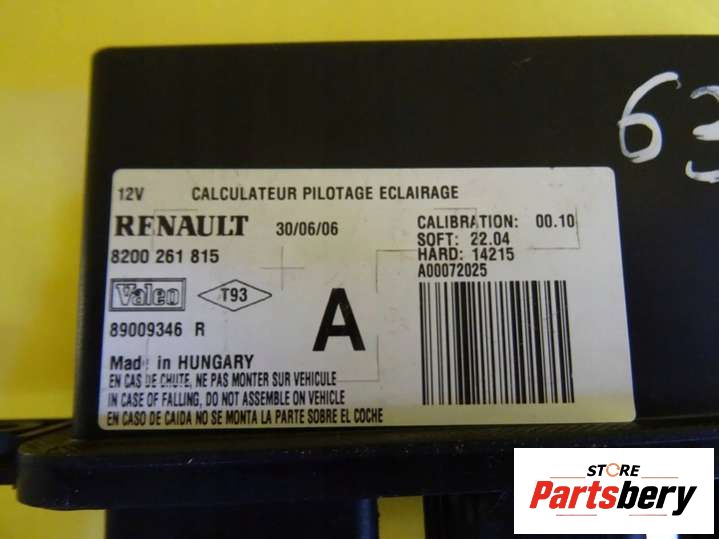 63
12V CALCULATEUR PILOTAGE ECLAIRAGE
RENAULT 30/06/06 CALIBRATION: 00.10
8200 261 815 SOFT: 22.04
HARD: 14215
A00072025
Valeo T93
A
89009346 R
Made in HUNGARY
EN CAS DE CHUTE, NE PAS MONTER SUR VEHICULE
IN CASE OF FALLING, DO NOT ASSEMBLE ON VEHICLE
EN CASO DE CAIDA NO SE MONTA LA PARTE SOBRE EL COCHE
STORE
Partsbery